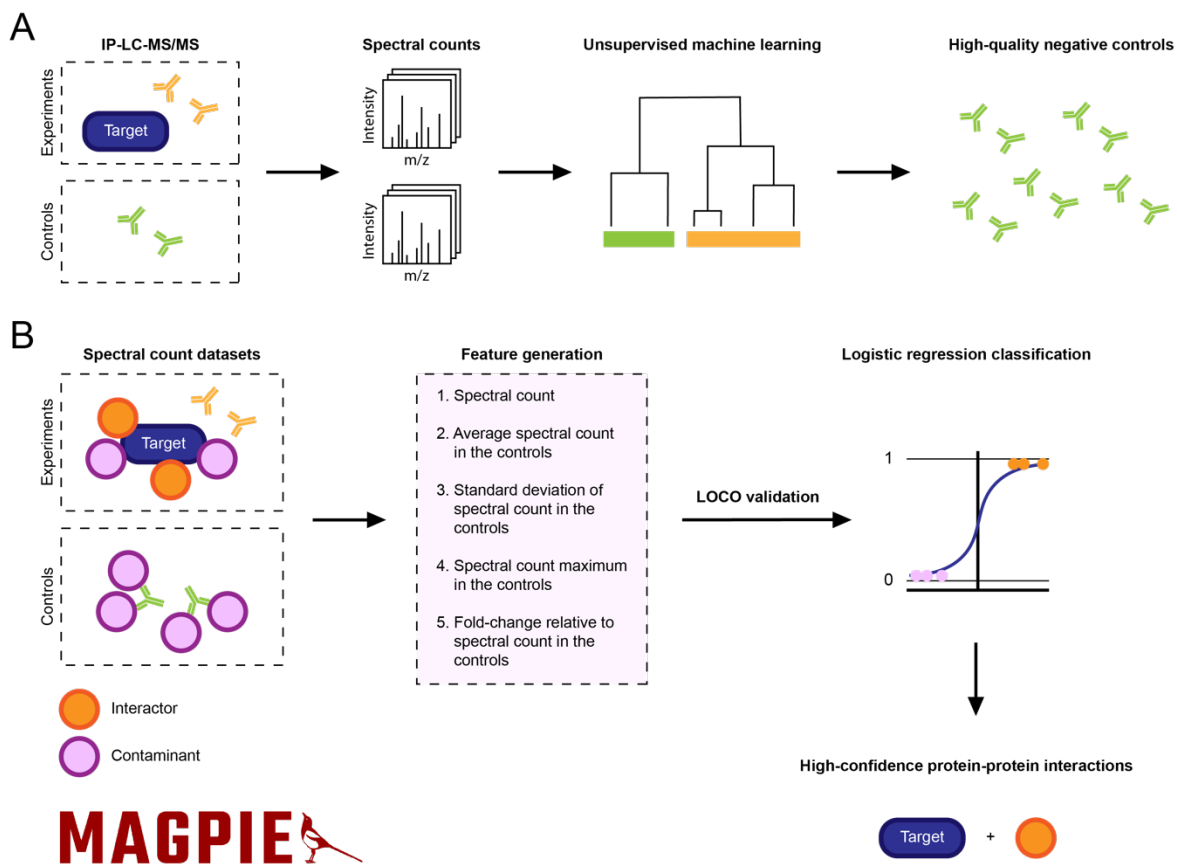 A
IP-LC-MS/MS
Spectral counts
Unsupervised machine learning
High-quality negative controls
Experiments
Target
Controls
Intensity
m/z
Intensity
m/z
B
Spectral count datasets
Feature generation
Logistic regression classification
Experiments
Target
Controls
1. Spectral count
2. Average spectral count
in the controls
3. Standard deviation of
spectral count in the
controls
4. Spectral count maximum
in the controls
5. Fold-change relative to
spectral count in the
controls
LOCO validation
1
0
Interactor
Contaminant
High-confidence protein-protein interactions
Target
+
MAGPIE